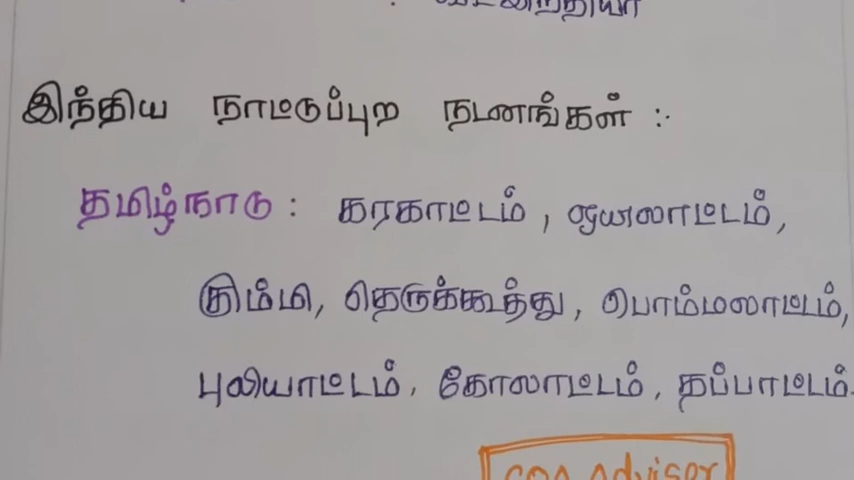 இந்திய நாட்டுப்புற நடனங்கள் :-
தமிழ்நாடு : கரகாட்டம் , ஒயிலாட்டம்,
கும்மி, தெருக்கூத்து, பொம்மலாட்டம்,
புலியாட்டம், கோலாட்டம், தப்பாட்டம்.